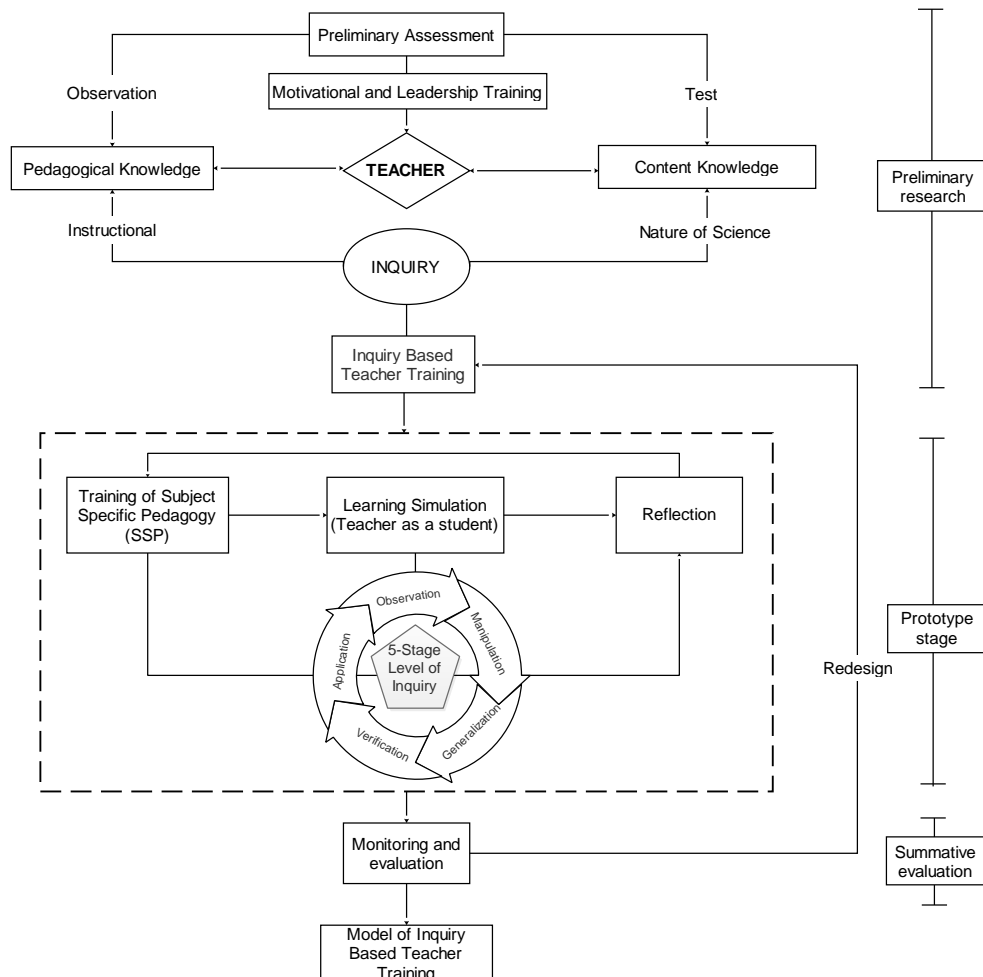 Preliminary Assessment
Observation
Motivational and Leadership Training
Test
Pedagogical Knowledge
TEACHER
Content Knowledge
Preliminary
research
Instructional
Nature of Science
INQUIRY
Inquiry Based
Teacher Training
Training of Subject
Specific Pedagogy
(SSP)
Learning Simulation
(Teacher as a student)
Reflection
Observation
Manipulation
Generalization
Verification
Application
5-Stage
Level of
Inquiry
Redesign
Prototype
stage
Monitoring and
evaluation
Summative
evaluation
Model of Inquiry
Based Teacher
Training